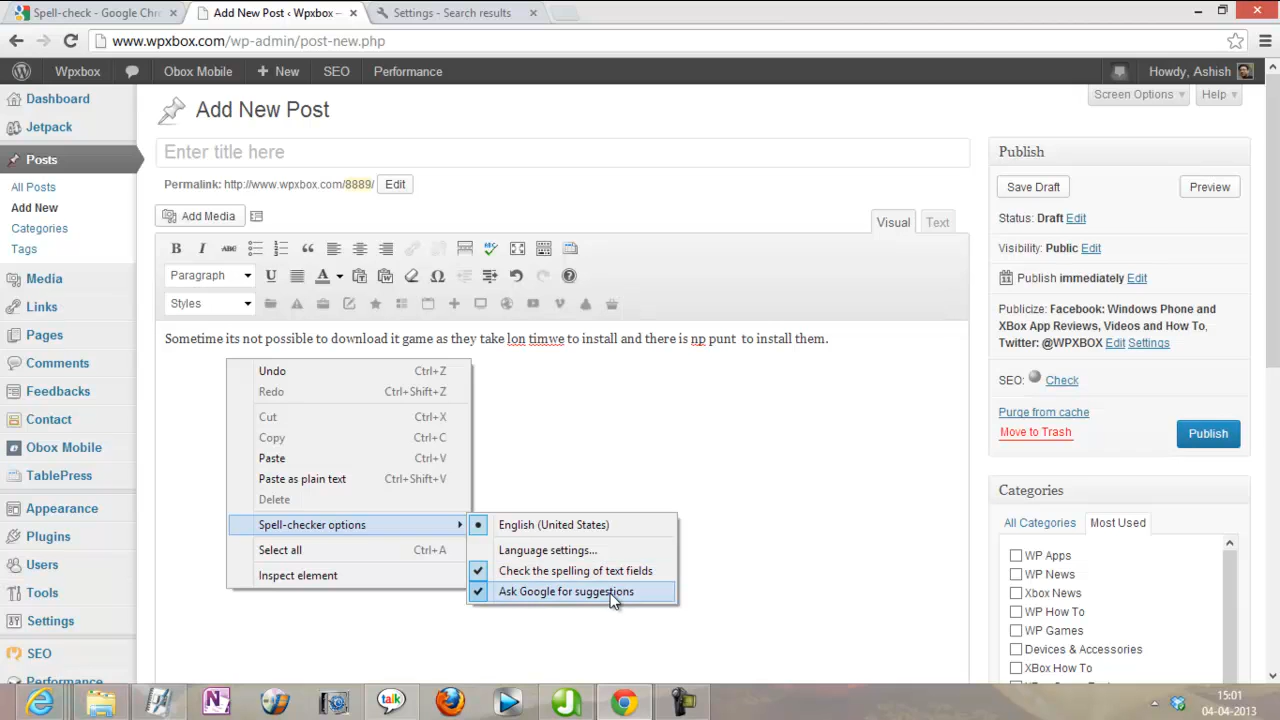 Spell-check - Google Chr
Add New Post ‹ Wpxbox —
Settings - Search results
www.wpxbox.com/wp-admin/post-new.php
Wpxbox
Obox Mobile
+ New
SEO
Performance
Howdy, Ashish
Dashboard
Jetpack
Posts
All Posts
Add New
Categories
Tags
Media
Links
Pages
Comments
Feedbacks
Contact
Obox Mobile
TablePress
Appearance
Plugins
Users
Tools
Settings
SEO
Performance
Screen Options
Help
Add New Post
Enter title here
Permalink: http://www.wpxbox.com/8889/ Edit
Add Media
Visual
Text
B I ABC
Paragraph
U A
Styles
Sometime its not possible to download it game as they take lon timwe to install and there is np punt to install them.
Undo Ctrl+Z
Redo Ctrl+Shift+Z
Cut Ctrl+X
Copy Ctrl+C
Paste Ctrl+V
Paste as plain text Ctrl+Shift+V
Delete
Spell-checker options
Select all Ctrl+A
Inspect element
English (United States)
Language settings...
Check the spelling of text fields
Ask Google for suggestions
Publish
Save Draft
Preview
Status: Draft Edit
Visibility: Public Edit
Publish immediately Edit
Publicize: Facebook: Windows Phone and
XBox App Reviews, Videos and How To,
Twitter: @WPXBOX Edit Settings
SEO: Check
Purge from cache
Move to Trash
Publish
Categories
All Categories
Most Used
WP Apps
WP News
Xbox News
WP How To
WP Games
Devices & Accessories
XBox How To
talk
15:01
04-04-2013